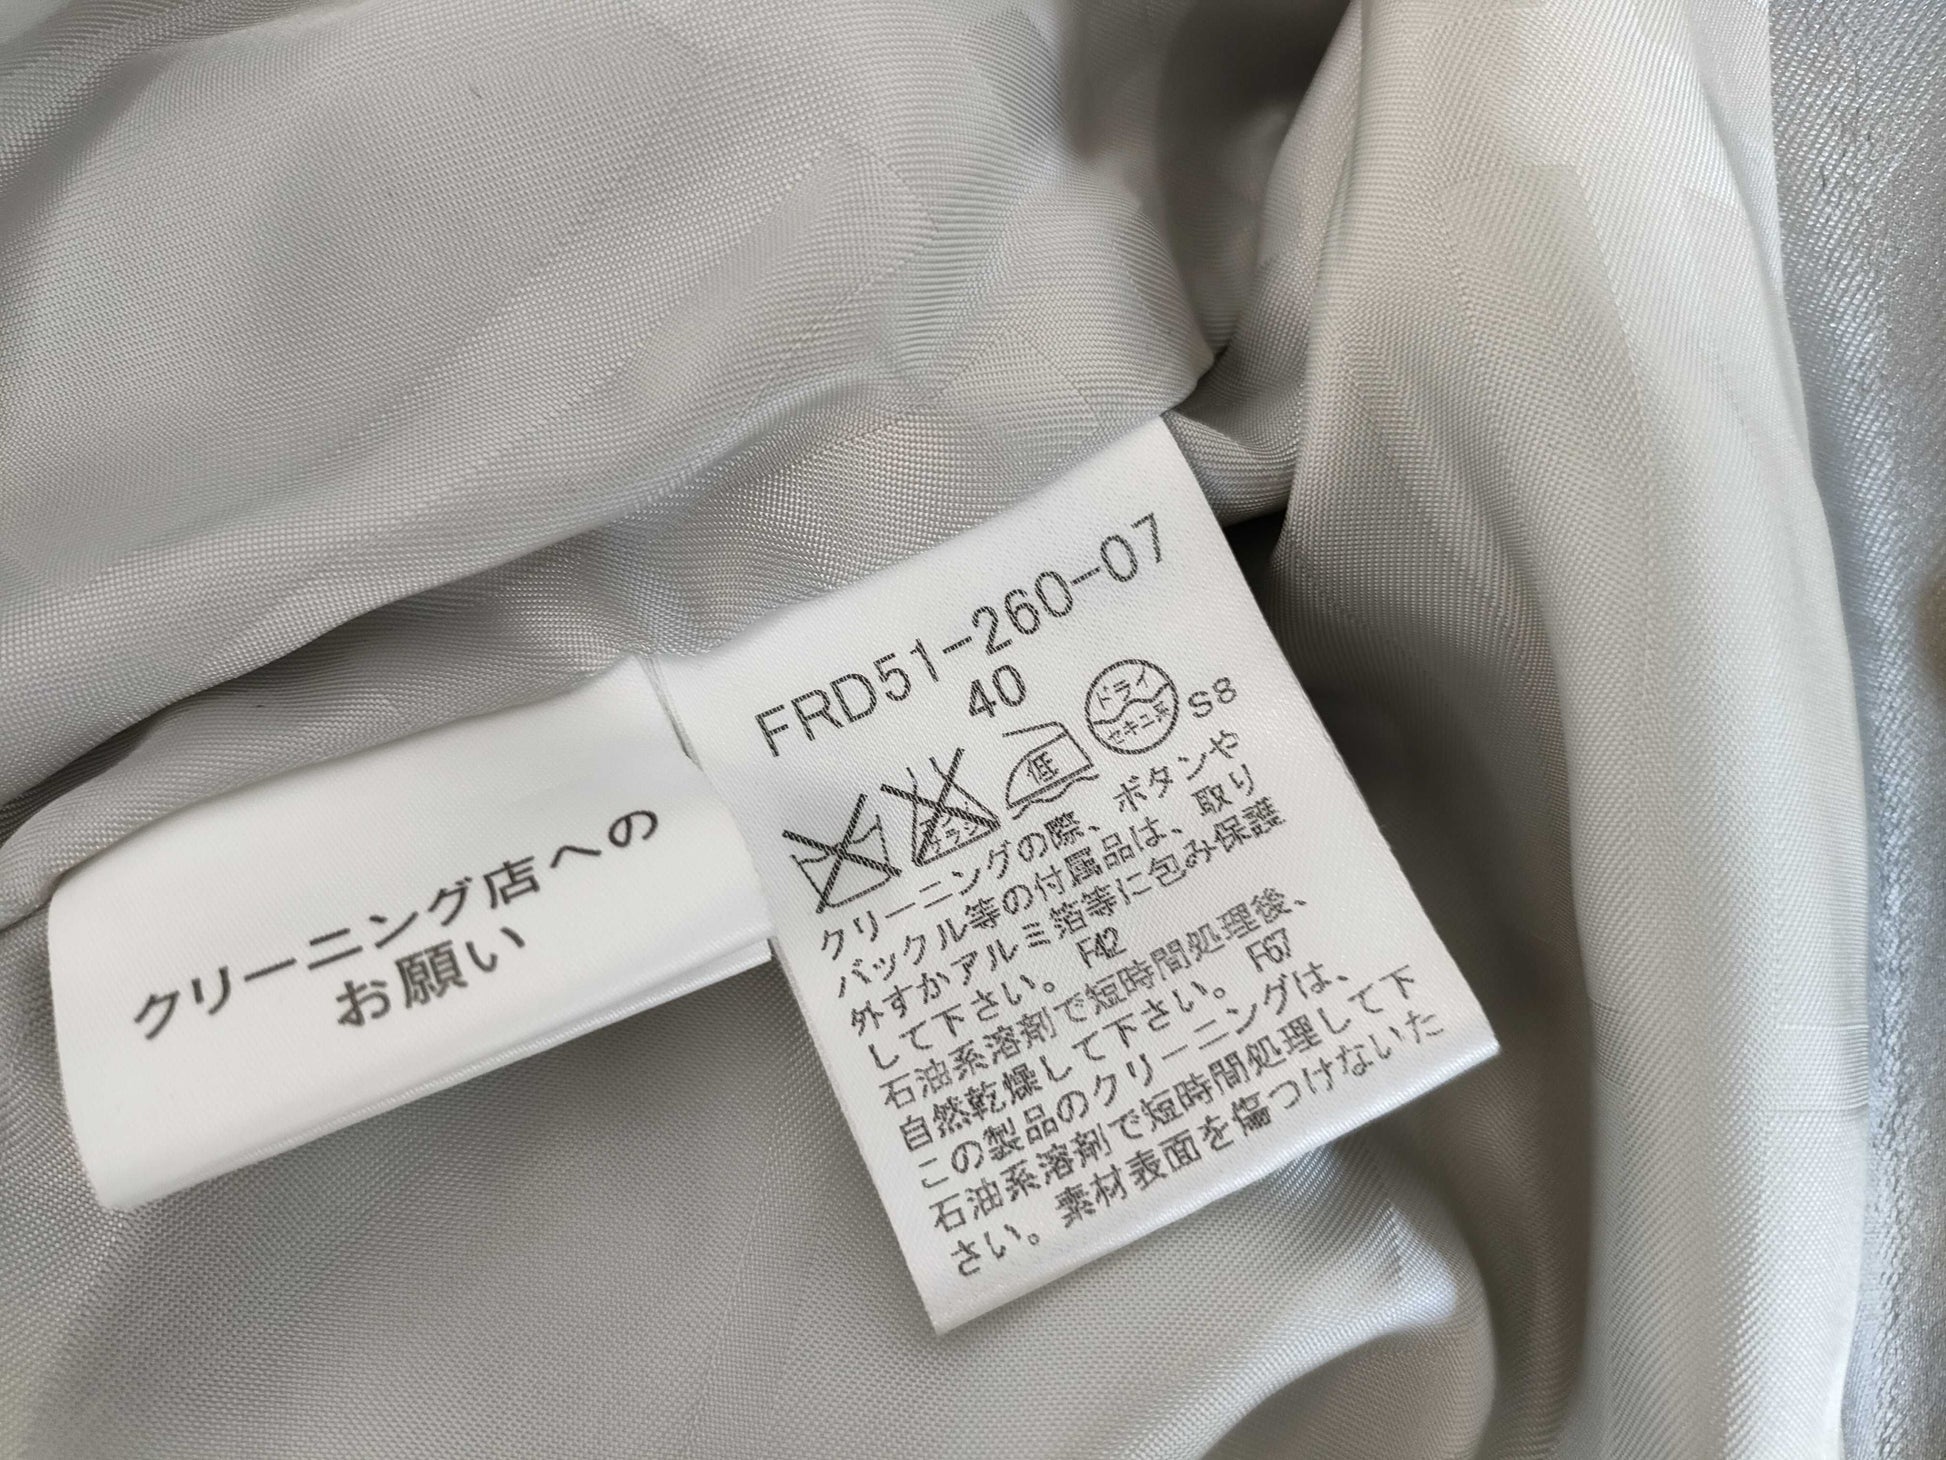 クリーニング店への
お願い
FRD51-260-07
40
低
ドライ
セキユ系
S8
クリーニングの際、ボタンや
バックル等の付属品は、取り
外すかアルミ箔等に包み保護
して下さい。 F42
石油系溶剤で短時間処理後、
自然乾燥して下さい。 F67
この製品のクリーニングは、
石油系溶剤で短時間処理して下
さい。素材表面を傷つけないた